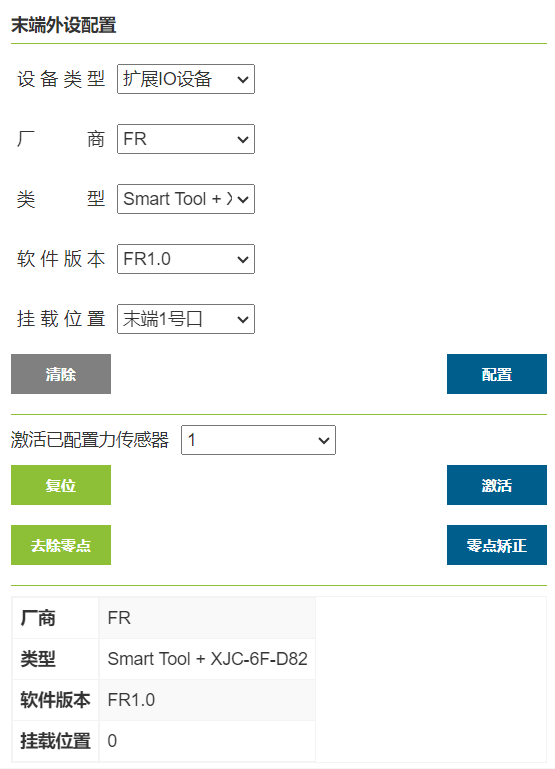 末端外设配置
设备类型 扩展IO设备
厂商 FR
类型 Smart Tool + X
软件版本 FR1.0
挂载位置 末端1号口
清除 配置
激活已配置力传感器 1
复位 激活
去除零点 零点矫正
厂商 FR
类型 Smart Tool + XJC-6F-D82
软件版本 FR1.0
挂载位置 0